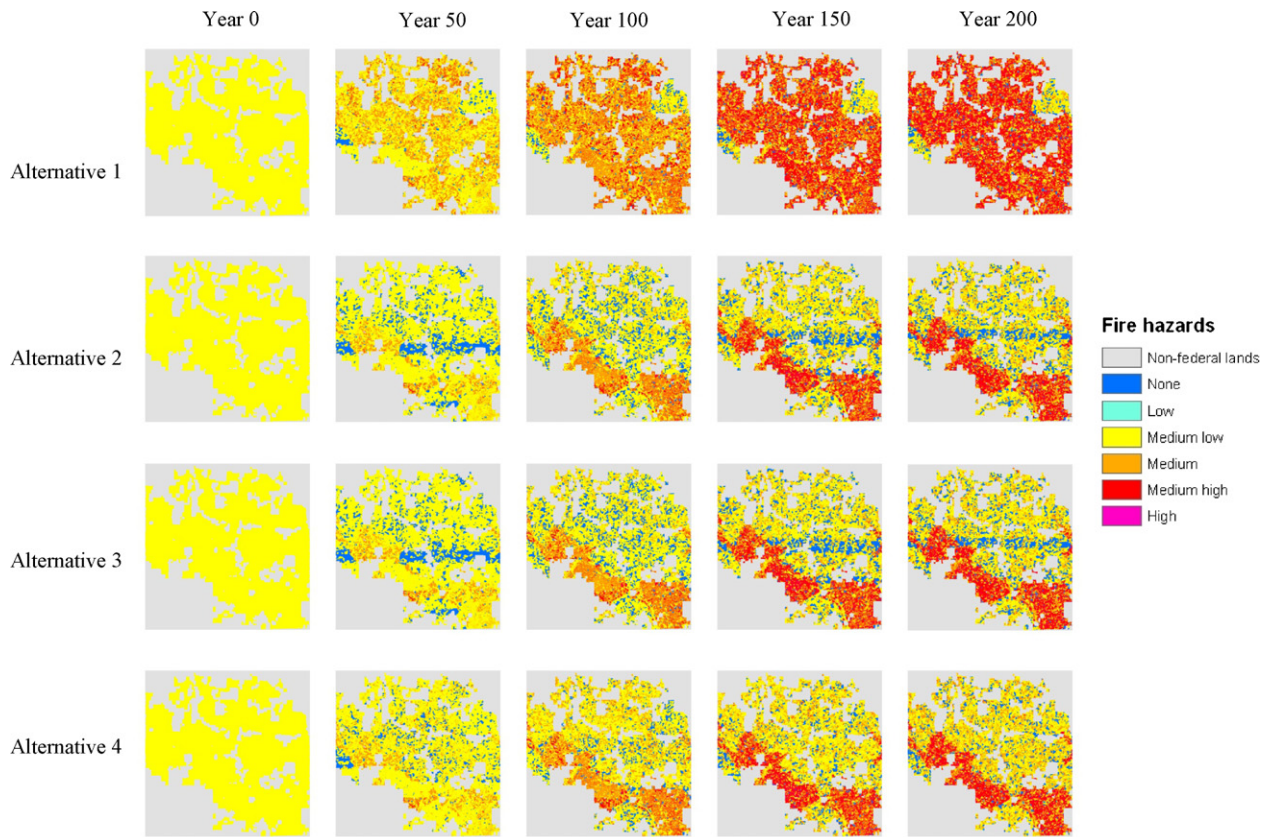 Year 0
Year 50
Year 100
Year 150
Year 200
Alternative 1
Alternative 2
Alternative 3
Alternative 4
Fire hazards
Non-federal lands
None
Low
Medium low
Medium
Medium high
High